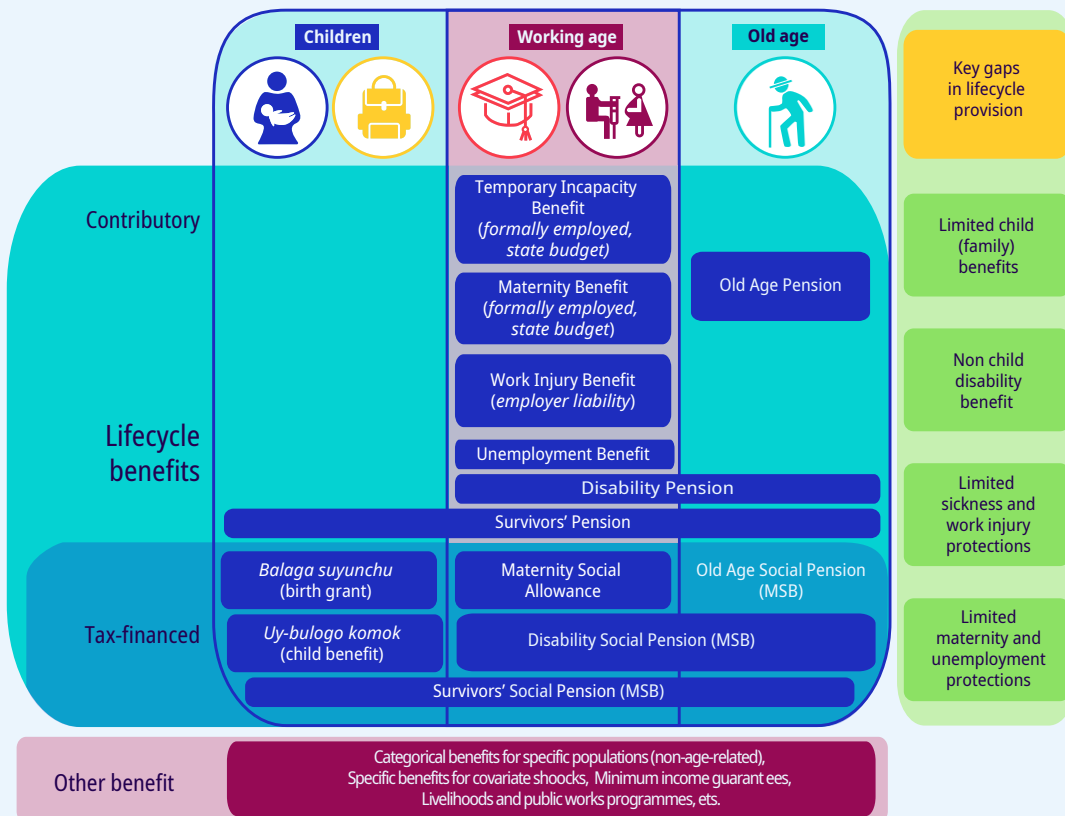 Children
Working age
Old age
Key gaps
in lifecycle
provision
Contributory
Temporary Incapacity
Benefit
(formally employed,
state budget)
Maternity Benefit
(formally employed,
state budget)
Old Age Pension
Work Injury Benefit
(employer liability)
Lifecycle
benefits
Unemployment Benefit
Disability Pension
Survivors’ Pension
Limited child
(family)
benefits
Non child
disability
benefit
Limited
sickness and
work injury
protections
Limited
maternity and
unemployment
protections
Tax-financed
Balaga suyunchu
(birth grant)
Maternity Social
Allowance
Old Age Social Pension
(MSB)
Uy-bulogo komok
(child benefit)
Disability Social Pension (MSB)
Survivors’ Social Pension (MSB)
Other benefit
Categorical benefits for specific populations (non-age-related),
Specific benefits for covariate shoocks, Minimum income guarant ees,
Livelihoods and public works programmes, ets.